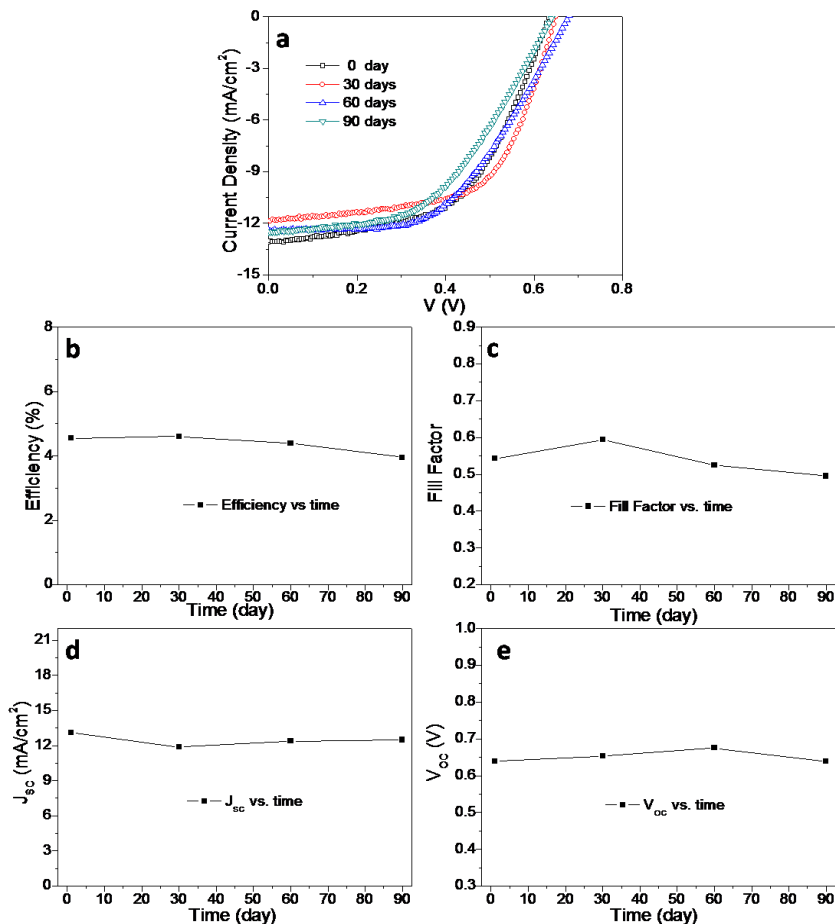 a
0 day
30 days
60 days
90 days
Current Density (mA/cm²)
0
-3
-6
-9
-12
-15
0.0 0.2 0.4 0.6 0.8
V (V)
b
Efficiency (%)
8
6
4
2
0
Efficiency vs time
0 10 20 30 40 50 60 70 80 90
Time (day)
c
Fill Factor
0.9
0.8
0.7
0.6
0.5
0.4
0.3
0.2
Fill Factor vs. time
0 10 20 30 40 50 60 70 80 90
Time (day)
d
Jsc (mA/cm²)
21
18
15
12
9
6
3
0
Jsc vs. time
0 10 20 30 40 50 60 70 80 90
Time (day)
e
Voc (V)
1.0
0.9
0.8
0.7
0.6
0.5
0.4
0.3
Voc vs. time
0 10 20 30 40 50 60 70 80 90
Time (day)